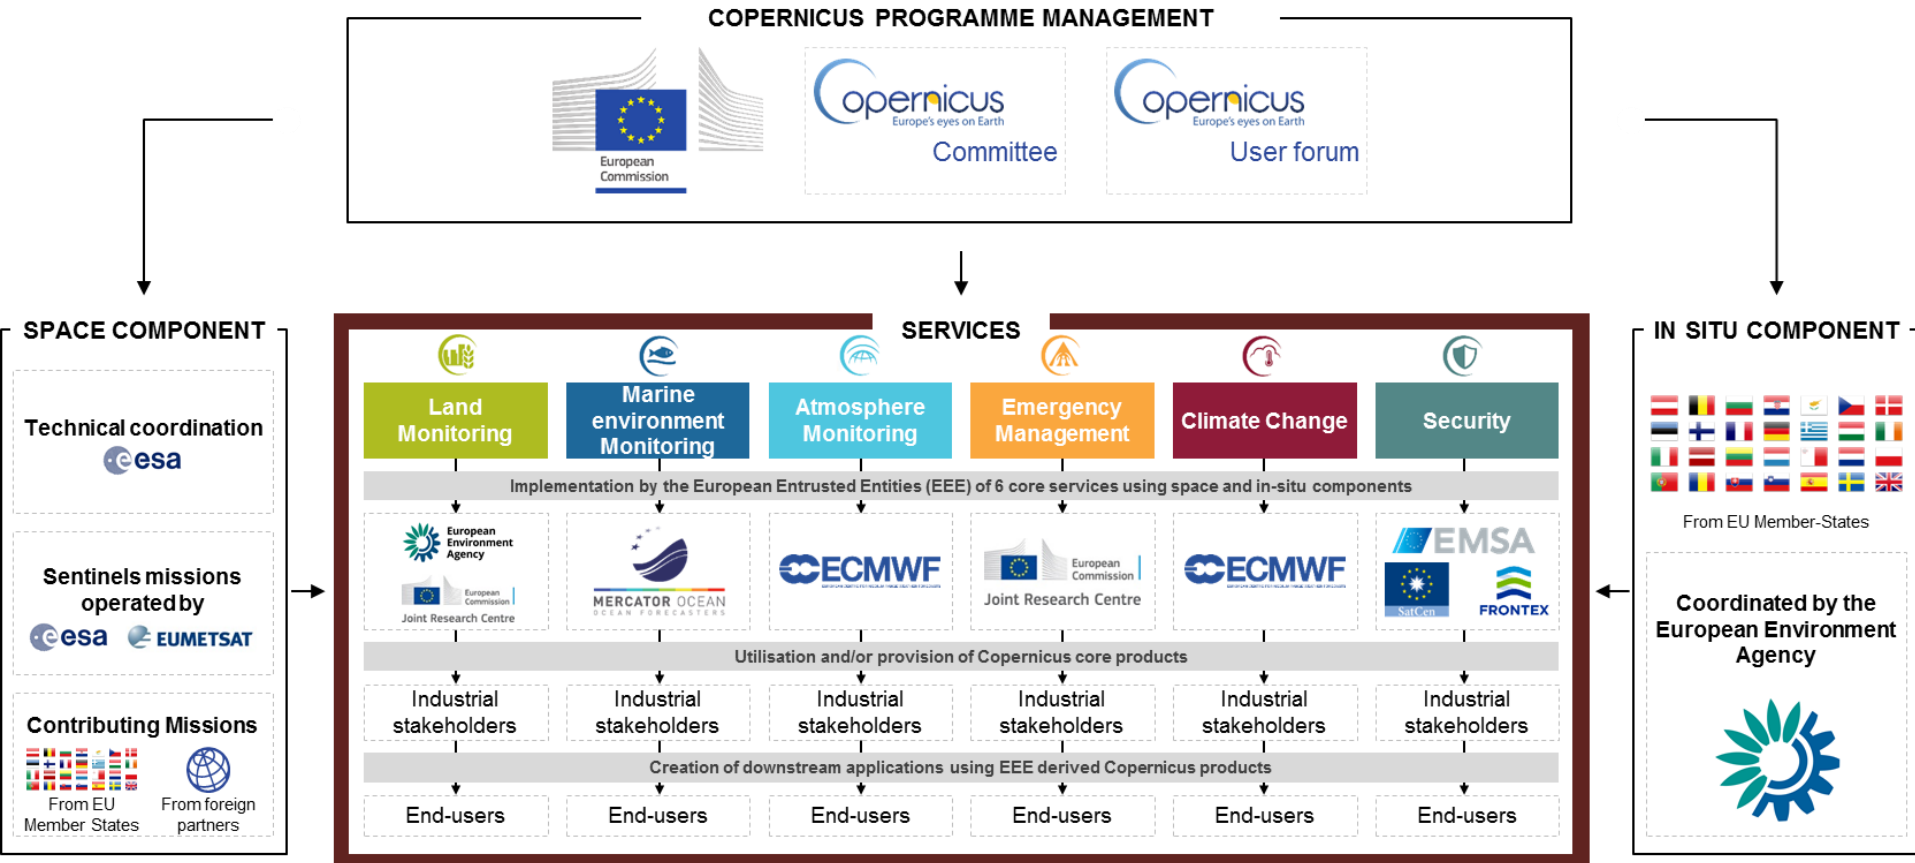 COPERNICUS PROGRAMME MANAGEMENT
European
Commission
Copernicus
Europe's eyes on Earth
Committee
Copernicus
Europe's eyes on Earth
User forum
SPACE COMPONENT
Technical coordination
esa
Sentinels missions
operated by
esa
EUMETSAT
Contributing Missions
From EU
Member States
From foreign
partners
SERVICES
Land
Monitoring
Marine
environment
Monitoring
Atmosphere
Monitoring
Emergency
Management
Climate Change
Security
Implementation by the European Entrusted Entities (EEE) of 6 core services using space and in-situ components
European
Environment
Agency
European
Commission
Joint Research Centre
MERCATOR OCEAN
OCEAN FORECASTERS
ECMWF
European
Commission
Joint Research Centre
ECMWF
EMSA
SatCen
FRONTEX
Utilisation and/or provision of Copernicus core products
Industrial
stakeholders
Industrial
stakeholders
Industrial
stakeholders
Industrial
stakeholders
Industrial
stakeholders
Industrial
stakeholders
Creation of downstream applications using EEE derived Copernicus products
End-users
End-users
End-users
End-users
End-users
End-users
IN SITU COMPONENT
From EU Member-States
Coordinated by the
European Environment
Agency